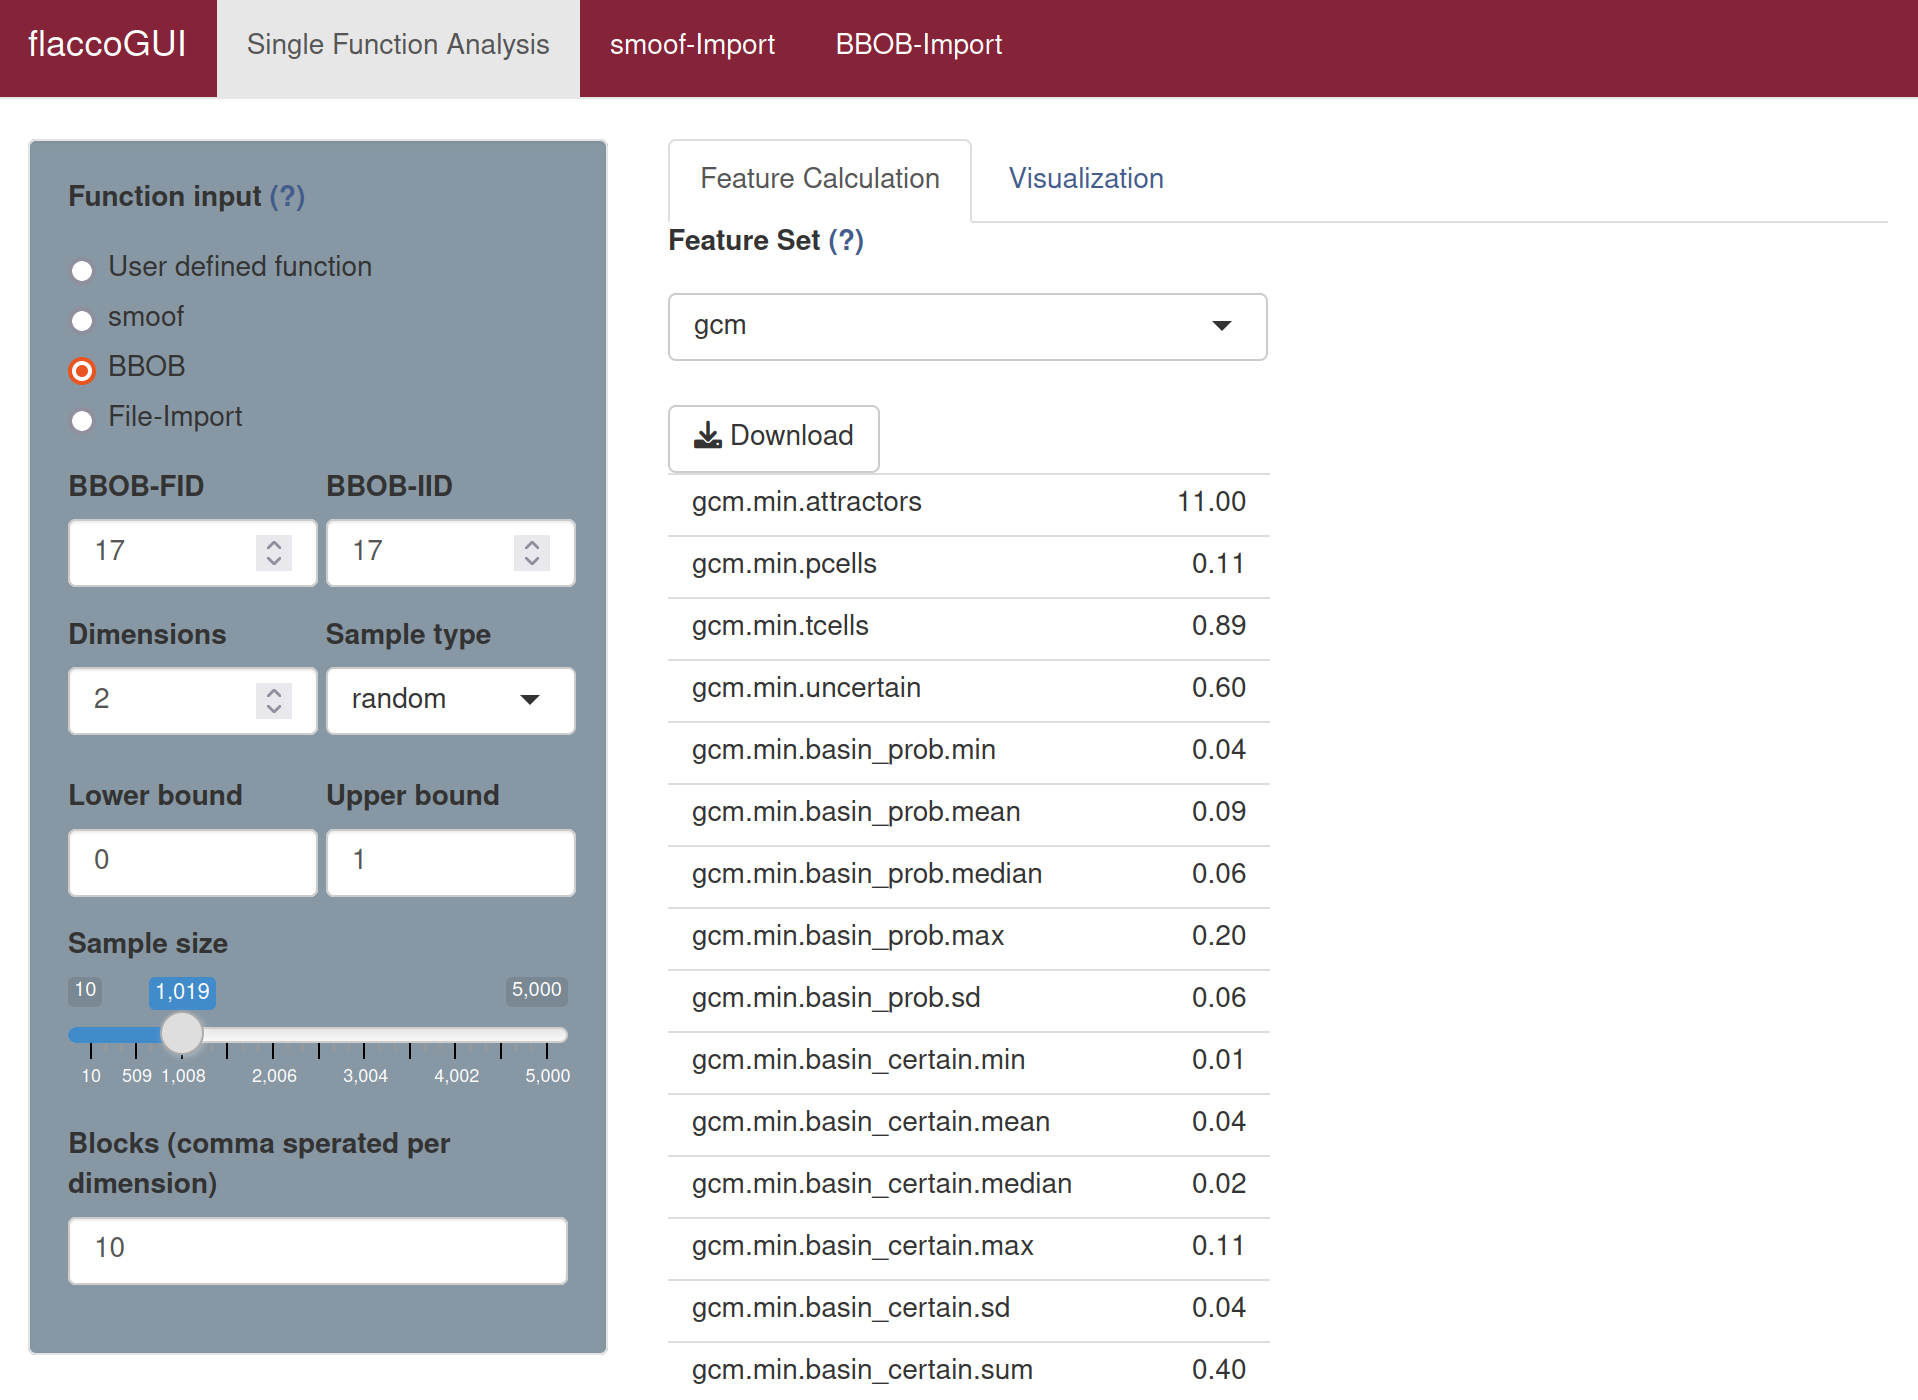 flaccoGUI Single Function Analysis smoof-Import BBOB-Import
Function input (?)
User defined function
smoof
BBOB
File-Import
BBOB-FID BBOB-IID
17 17
Dimensions Sample type
2 random
Lower bound Upper bound
0 1
Sample size
10 1,019 5,000
10 509 1,008 2,006 3,004 4,002 5,000
Blocks (comma sperated per
dimension)
10
Feature Calculation Visualization
Feature Set (?)
gcm
Download
gcm.min.attractors 11.00
gcm.min.pcells 0.11
gcm.min.tcells 0.89
gcm.min.uncertain 0.60
gcm.min.basin_prob.min 0.04
gcm.min.basin_prob.mean 0.09
gcm.min.basin_prob.median 0.06
gcm.min.basin_prob.max 0.20
gcm.min.basin_prob.sd 0.06
gcm.min.basin_certain.min 0.01
gcm.min.basin_certain.mean 0.04
gcm.min.basin_certain.median 0.02
gcm.min.basin_certain.max 0.11
gcm.min.basin_certain.sd 0.04
gcm.min.basin_certain.sum 0.40